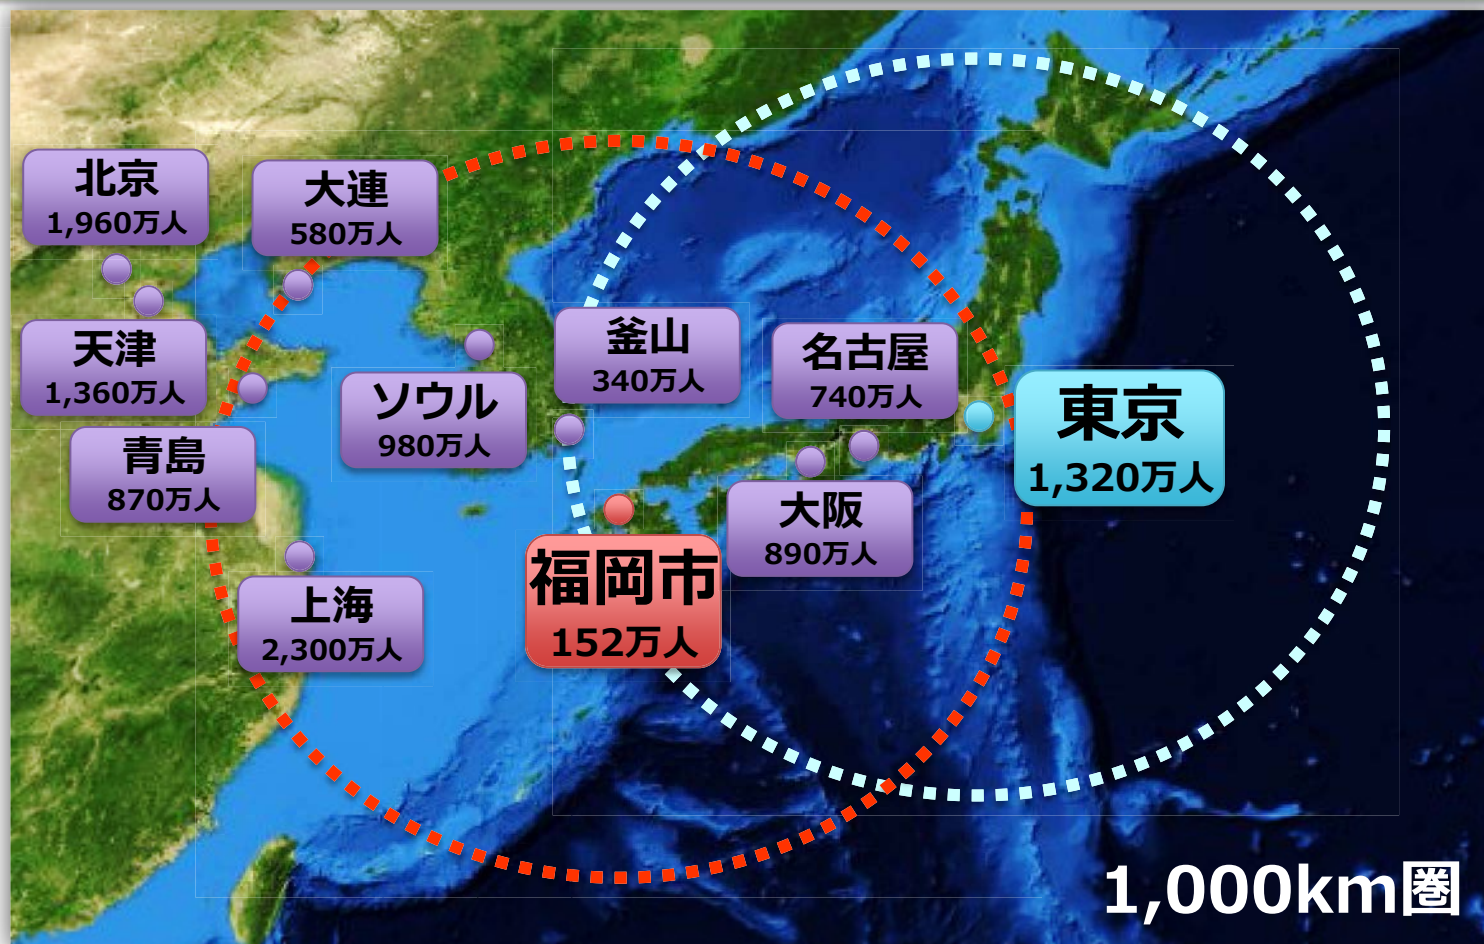 北京
1,960万人
大連
580万人
天津
1,360万人
釜山
340万人
名古屋
740万人
ソウル
980万人
東京
1,320万人
青島
870万人
大阪
890万人
福岡市
152万人
上海
2,300万人
1,000km圏